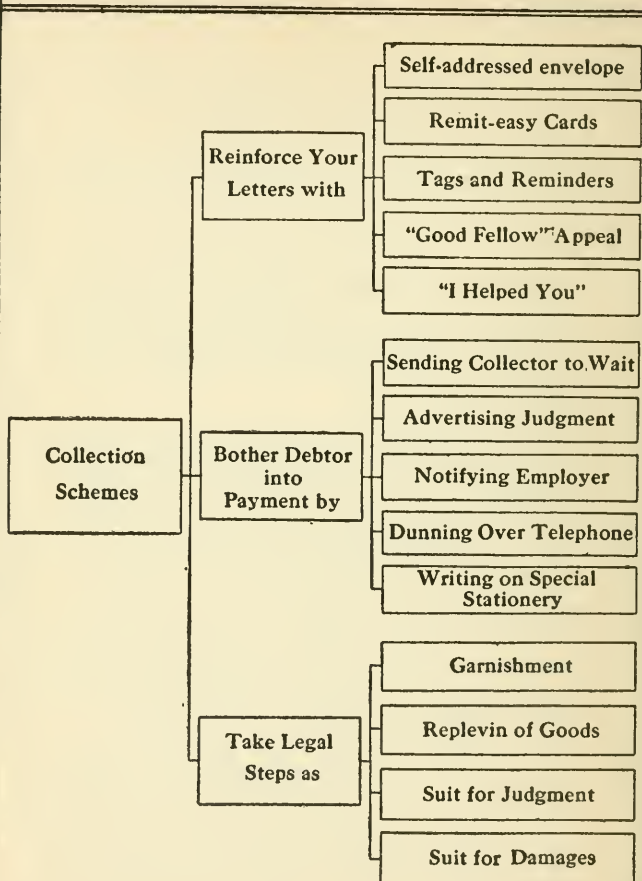 Collection
Schemes
Reinforce Your
Letters with
Self-addressed envelope
Remit-easy Cards
Tags and Reminders
"Good Fellow" Appeal
"I Helped You"
Bother Debtor
into
Payment by
Sending Collector to Wait
Advertising Judgment
Notifying Employer
Dunning Over Telephone
Writing on Special
Stationery
Take Legal
Steps as
Garnishment
Replevin of Goods
Suit for Judgment
Suit for Damages